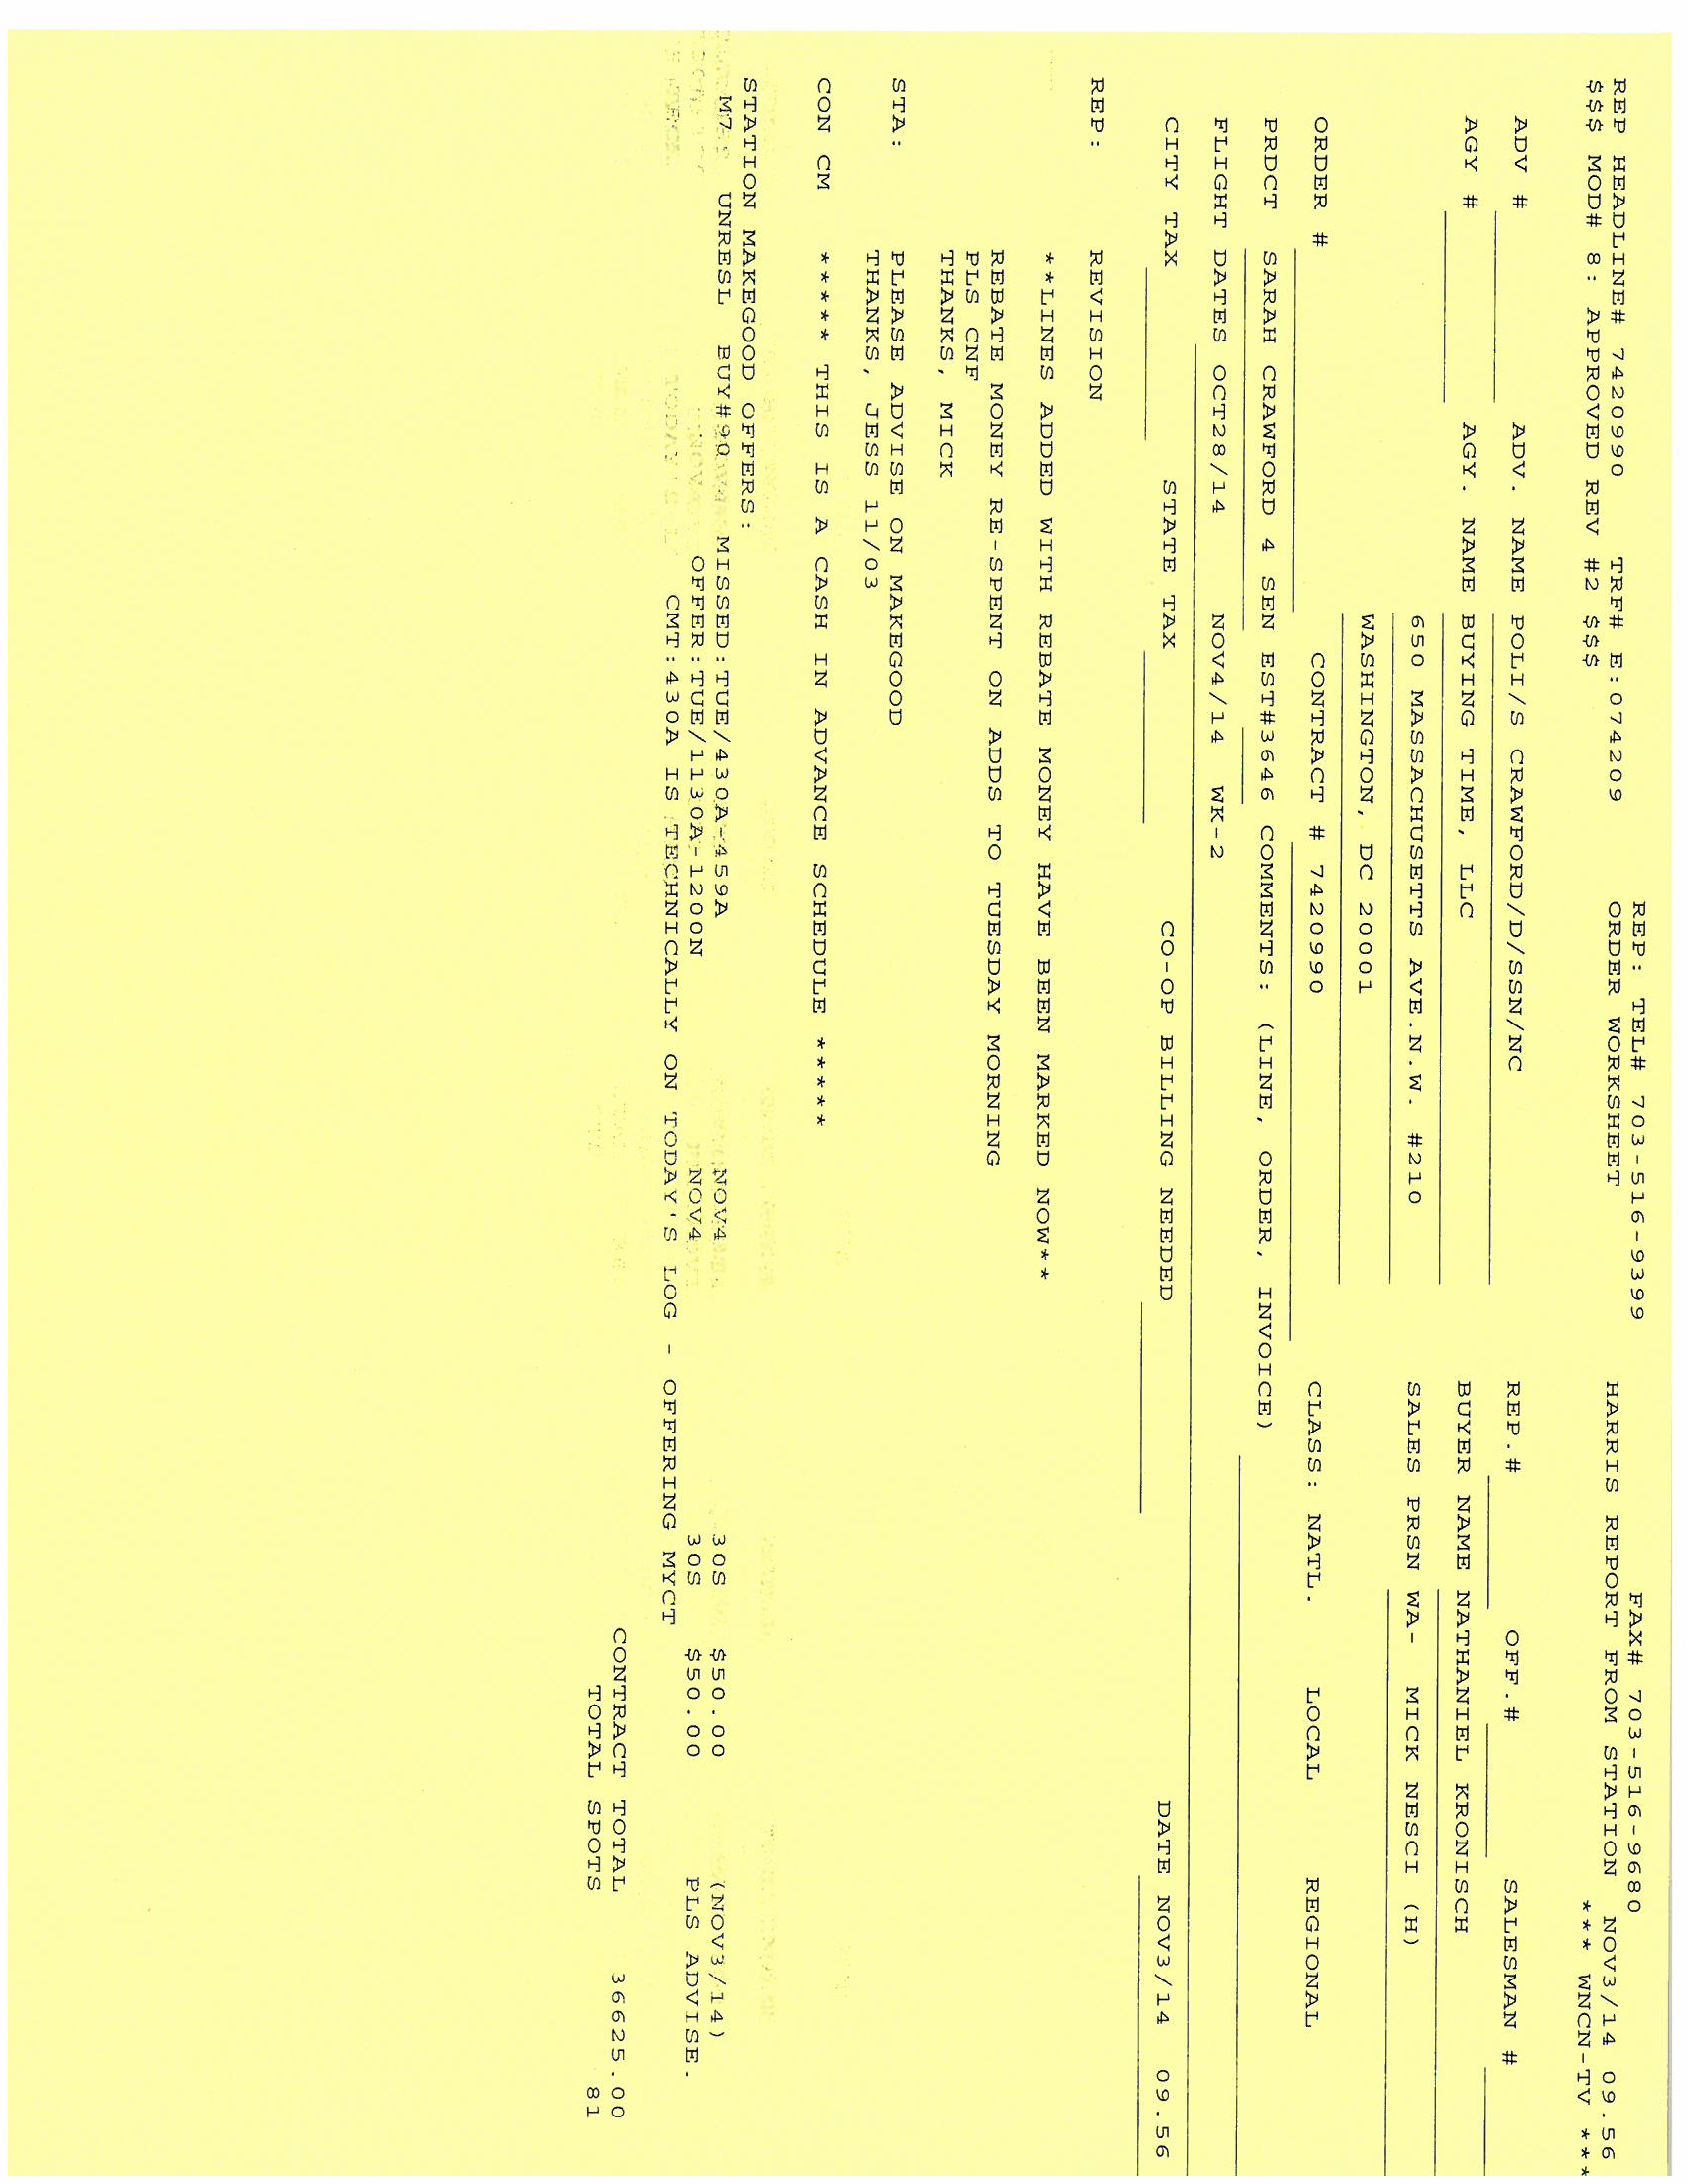 REP: TEL# 703-516-9399 FAX# 703-516-9680
ORDER WORKSHEET HARRIS REPORT FROM STATION NOV3/14 09.56
REP HEADLINE# 7420990 TRF# E:074209 *** WNCN-TV ***
$$$ MOD# 8: APPROVED REV #2 $$$
ADV # ADV. NAME POLI/S CRAWFORD/D/SSN/NC REP.# OFF.# SALESMAN #
AGY # AGY. NAME BUYING TIME, LLC BUYER NAME NATHANIEL KRONISCH
650 MASSACHUSETTS AVE.N.W. #210 SALES PRSN WA- MICK NESCI (H)
WASHINGTON, DC 20001
ORDER # CONTRACT # 7420990 CLASS: NATL. LOCAL REGIONAL
PRDCT SARAH CRAWFORD 4 SEN EST#3646 COMMENTS: (LINE, ORDER, INVOICE)
FLIGHT DATES OCT28/14 NOV4/14 WK-2
CITY TAX STATE TAX CO-OP BILLING NEEDED DATE NOV3/14 09.56
REP: REVISION
**LINES ADDED WITH REBATE MONEY HAVE BEEN MARKED NOW**
REBATE MONEY RE-SPENT ON ADDS TO TUESDAY MORNING
PLS CNF
THANKS, MICK
STA: PLEASE ADVISE ON MAKEGOOD
THANKS, JESS 11/03
CON CM ***** THIS IS A CASH IN ADVANCE SCHEDULE *****
STATION MAKEGOOD OFFERS:
M7 UNRESL BUY#90 MISSED:TUE/430A-459A NOV4 30S $50.00 (NOV3/14)
OFFER:TUE/1130A-1200N NOV4 30S $50.00 PLS ADVISE.
CMT:430A IS TECHNICALLY ON TODAY'S LOG - OFFERING MYCT
CONTRACT TOTAL 36625.00
TOTAL SPOTS 81